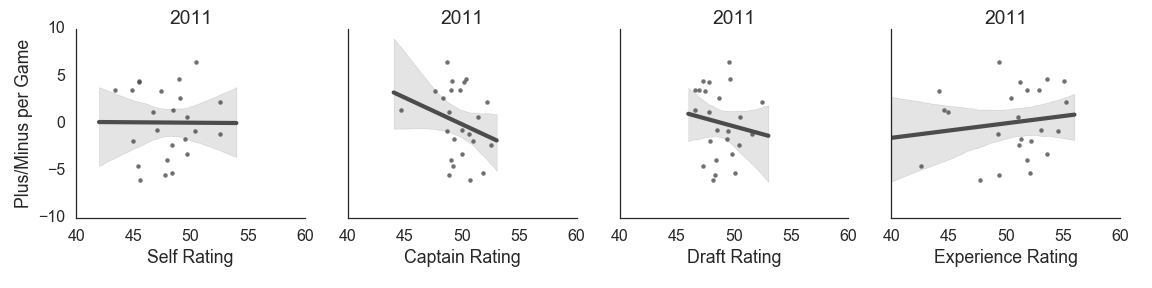 2011 2011 2011 2011
Plus/Minus per Game
10
5
0
−5
−10
40 45 50 55 60 40 45 50 55 60 40 45 50 55 60 40 45 50 55 60
Self Rating Captain Rating Draft Rating Experience Rating